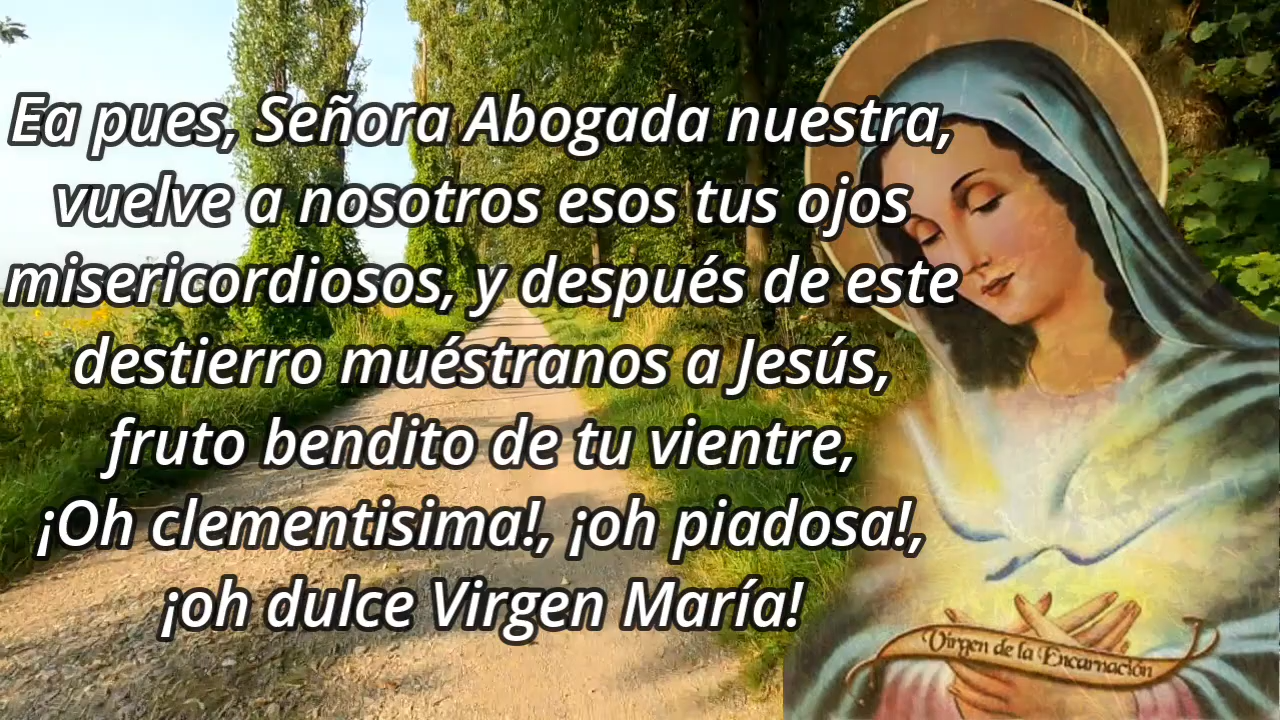 Ea pues, Señora Abogada nuestra,
vuelve a nosotros esos tus ojos
misericordiosos, y después de este
destierro muéstranos a Jesús,
fruto bendito de tu vientre,
¡Oh clementisima!, ¡oh piadosa!,
¡oh dulce Virgen María!
Virgen de la Encarnación